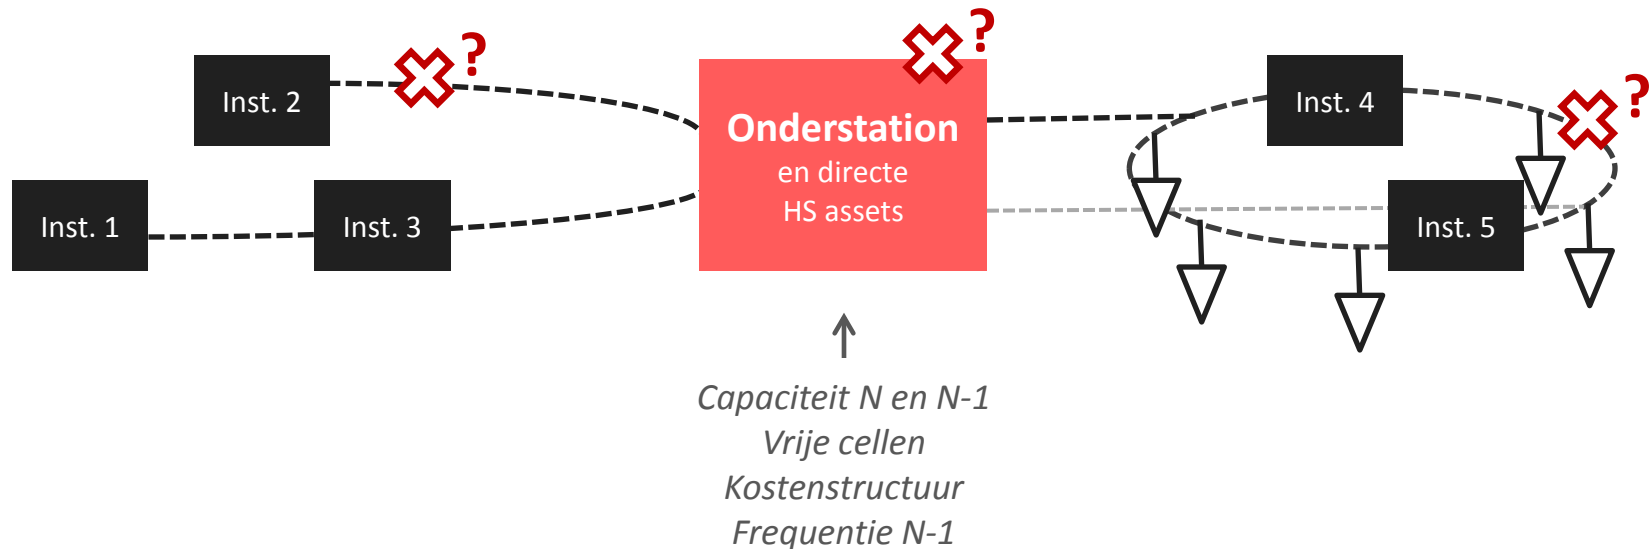 ?
?
?
Inst. 2
Inst. 4
Onderstation
en directe
HS assets
Inst. 1
Inst. 3
Inst. 5
Capaciteit N en N-1
Vrije cellen
Kostenstructuur
Frequentie N-1